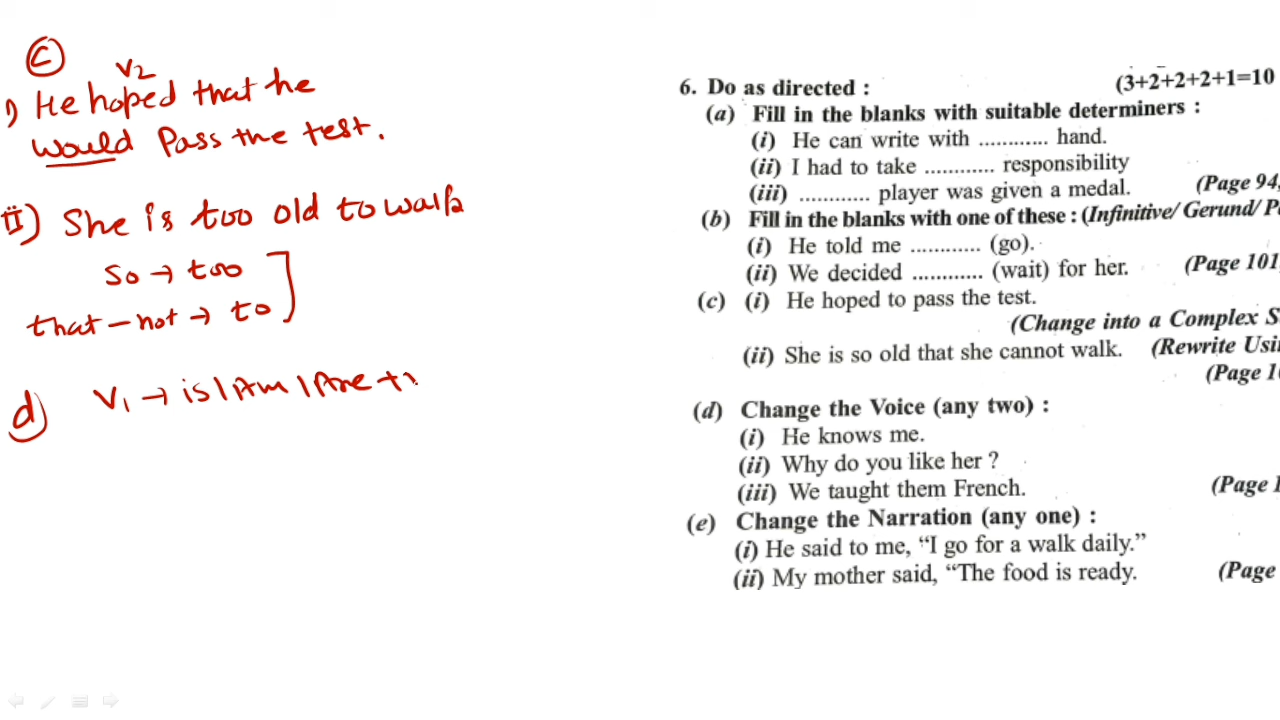 C
V2
i) He hoped that he
would Pass the test.
ii) She is too old to walk
so → too
that – not → to
d) V1 → is/Am/Are +
6. Do as directed : (3+2+2+2+1=10
(a) Fill in the blanks with suitable determiners :
(i) He can write with ............ hand.
(ii) I had to take ............ responsibility
(iii) ............ player was given a medal. (Page 94,
(b) Fill in the blanks with one of these : (Infinitive/ Gerund/
(i) He told me ............ (go).
(ii) We decided ............ (wait) for her. (Page 101,
(c) (i) He hoped to pass the test.
(Change into a Complex S
(ii) She is so old that she cannot walk. (Rewrite
(Page
(d) Change the Voice (any two) :
(i) He knows me.
(ii) Why do you like her ?
(iii) We taught them French. (Page
(e) Change the Narration (any one) :
(i) He said to me, “I go for a walk daily.”
(ii) My mother said, “The food is ready. (Page